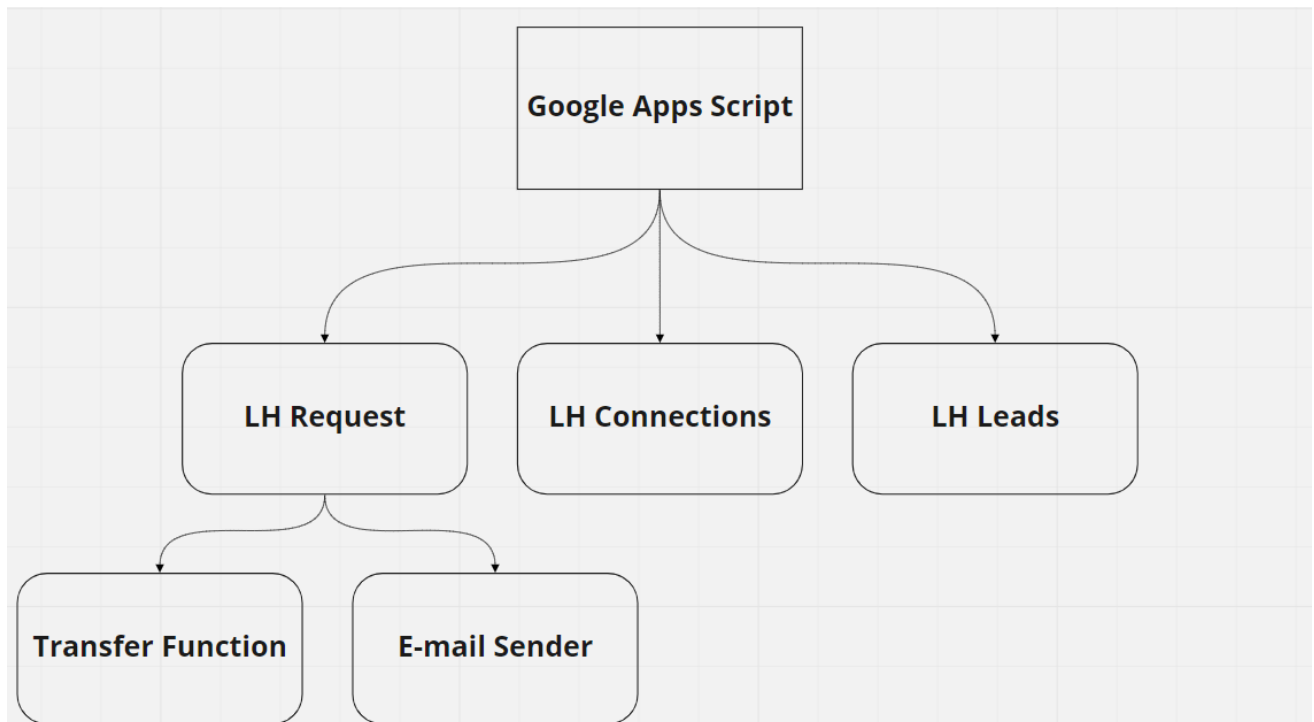 Google Apps Script
LH Request
LH Connections
LH Leads
Transfer Function
E-mail Sender